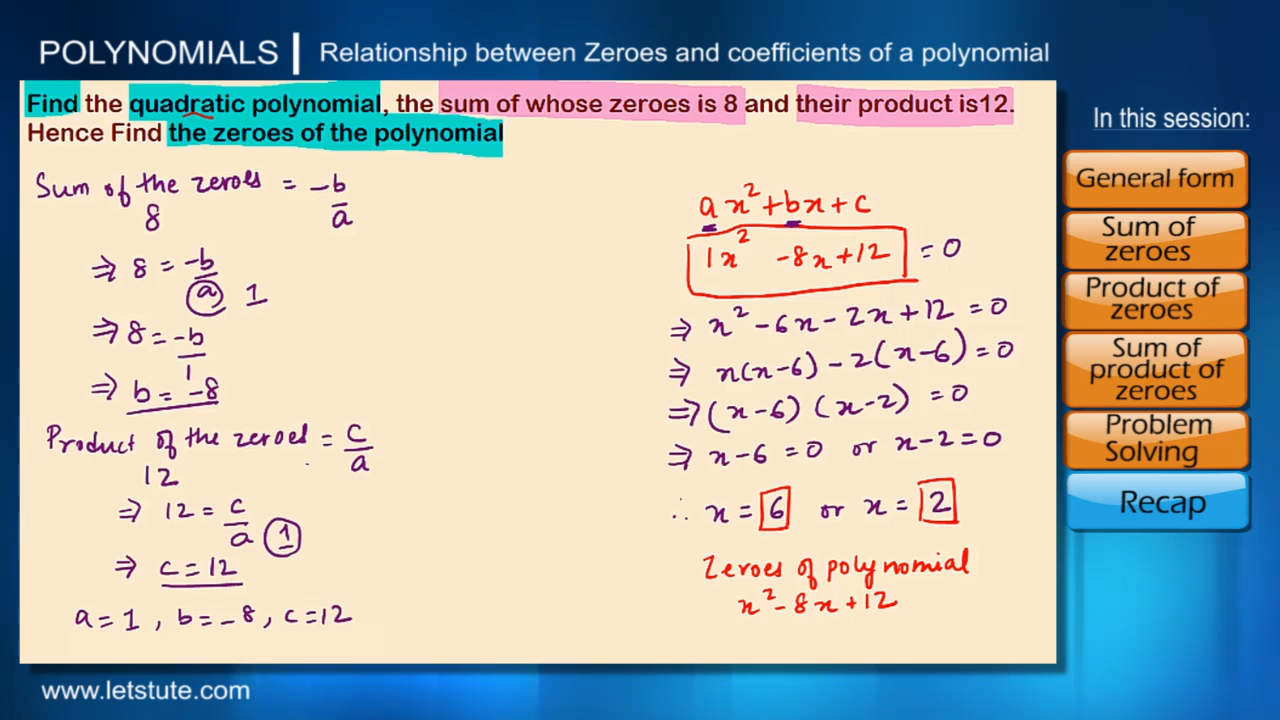 POLYNOMIALS | Relationship between Zeroes and coefficients of a polynomial
Find the quadratic polynomial, the sum of whose zeroes is 8 and their product is12.
Hence Find the zeroes of the polynomial
Sum of the zeroes = -b/a
8
⇒ 8 = -b/a 1
⇒ 8 = -b/1
⇒ b = -8
Product of the zeroes = c/a
12
⇒ 12 = c/a 1
⇒ c = 12
a = 1, b = -8, c = 12
ax² + bx + c
1x² - 8x + 12 = 0
⇒ x² - 6x - 2x + 12 = 0
⇒ x(x-6) - 2(x-6) = 0
⇒ (x-6) (x-2) = 0
⇒ x-6 = 0 or x-2 = 0
∴ x = 6 or x = 2
Zeroes of polynomial
x² - 8x + 12
In this session:
General form
Sum of
zeroes
Product of
zeroes
Sum of
product of
zeroes
Problem
Solving
Recap
www.letstute.com